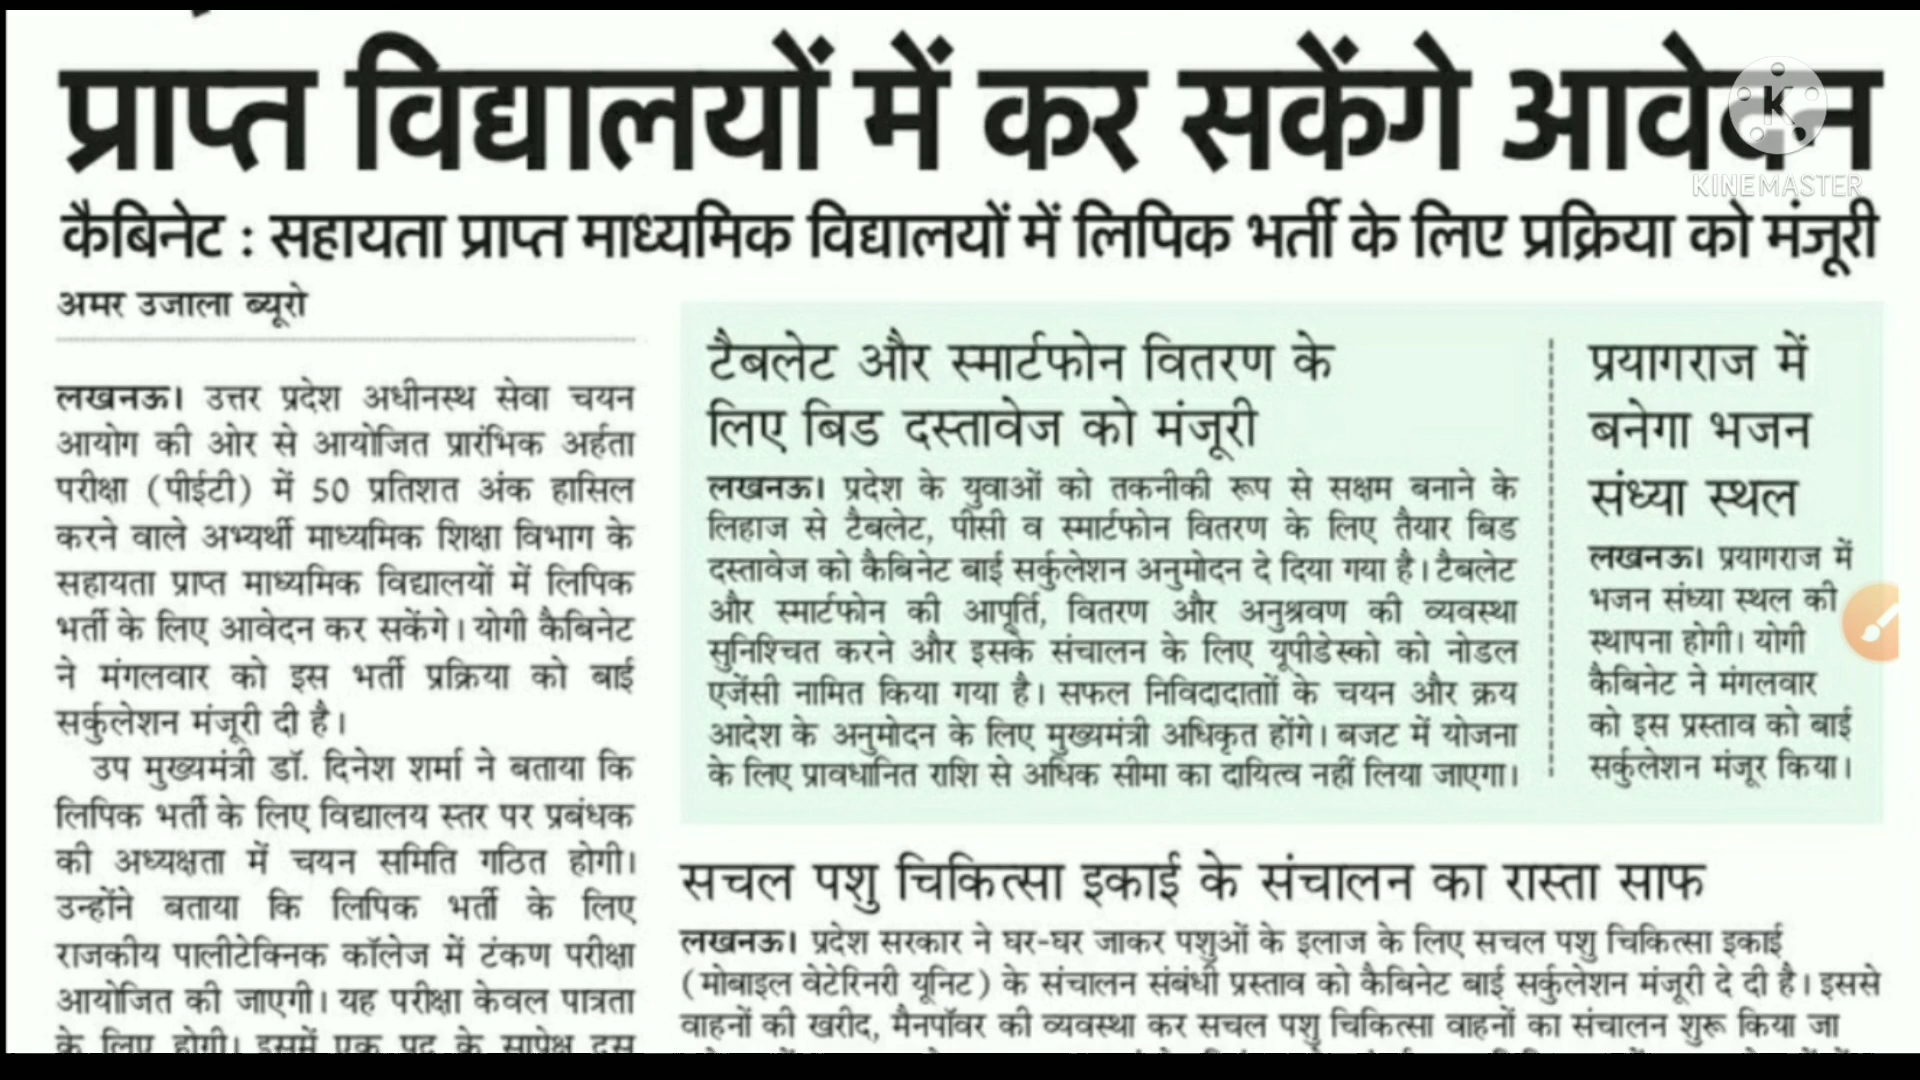 प्राप्त विद्यालयों में कर सकेंगे आवेदन
KINEMASTER
कैबिनेट : सहायता प्राप्त माध्यमिक विद्यालयों में लिपिक भर्ती के लिए प्रक्रिया को मंजूरी
अमर उजाला ब्यूरो
लखनऊ। उत्तर प्रदेश अधीनस्थ सेवा चयन
आयोग की ओर से आयोजित प्रारंभिक अर्हता
परीक्षा (पीईटी) में 50 प्रतिशत अंक हासिल
करने वाले अभ्यर्थी माध्यमिक शिक्षा विभाग के
सहायता प्राप्त माध्यमिक विद्यालयों में लिपिक
भर्ती के लिए आवेदन कर सकेंगे। योगी कैबिनेट
ने मंगलवार को इस भर्ती प्रक्रिया को बाई
सर्कुलेशन मंजूरी दी है।
उप मुख्यमंत्री डॉ. दिनेश शर्मा ने बताया कि
लिपिक भर्ती के लिए विद्यालय स्तर पर प्रबंधक
की अध्यक्षता में चयन समिति गठित होगी।
उन्होंने बताया कि लिपिक भर्ती के लिए
राजकीय पालीटेक्निक कॉलेज में टंकण परीक्षा
आयोजित की जाएगी। यह परीक्षा केवल पात्रता
के लिए होगी। इसमें एक पद के सापेक्ष दस
टैबलेट और स्मार्टफोन वितरण के
लिए बिड दस्तावेज को मंजूरी
लखनऊ। प्रदेश के युवाओं को तकनीकी रूप से सक्षम बनाने के
लिहाज से टैबलेट, पीसी व स्मार्टफोन वितरण के लिए तैयार बिड
दस्तावेज को कैबिनेट बाई सर्कुलेशन अनुमोदन दे दिया गया है। टैबलेट
और स्मार्टफोन की आपूर्ति, वितरण और अनुश्रवण की व्यवस्था
सुनिश्चित करने और इसके संचालन के लिए यूपीडेस्को को नोडल
एजेंसी नामित किया गया है। सफल निविदादाताों के चयन और क्रय
आदेश के अनुमोदन के लिए मुख्यमंत्री अधिकृत होंगे। बजट में योजना
के लिए प्रावधानित राशि से अधिक सीमा का दायित्व नहीं लिया जाएगा।
प्रयागराज में
बनेगा भजन
संध्या स्थल
लखनऊ। प्रयागराज में
भजन संध्या स्थल की
स्थापना होगी। योगी
कैबिनेट ने मंगलवार
को इस प्रस्ताव को बाई
सर्कुलेशन मंजूर किया।
सचल पशु चिकित्सा इकाई के संचालन का रास्ता साफ
लखनऊ। प्रदेश सरकार ने घर-घर जाकर पशुओं के इलाज के लिए सचल पशु चिकित्सा इकाई
(मोबाइल वेटेरिनरी यूनिट) के संचालन संबंधी प्रस्ताव को कैबिनेट बाई सर्कुलेशन मंजूरी दे दी है। इससे
वाहनों की खरीद, मैनपॉवर की व्यवस्था कर सचल पशु चिकित्सा वाहनों का संचालन शुरू किया जा